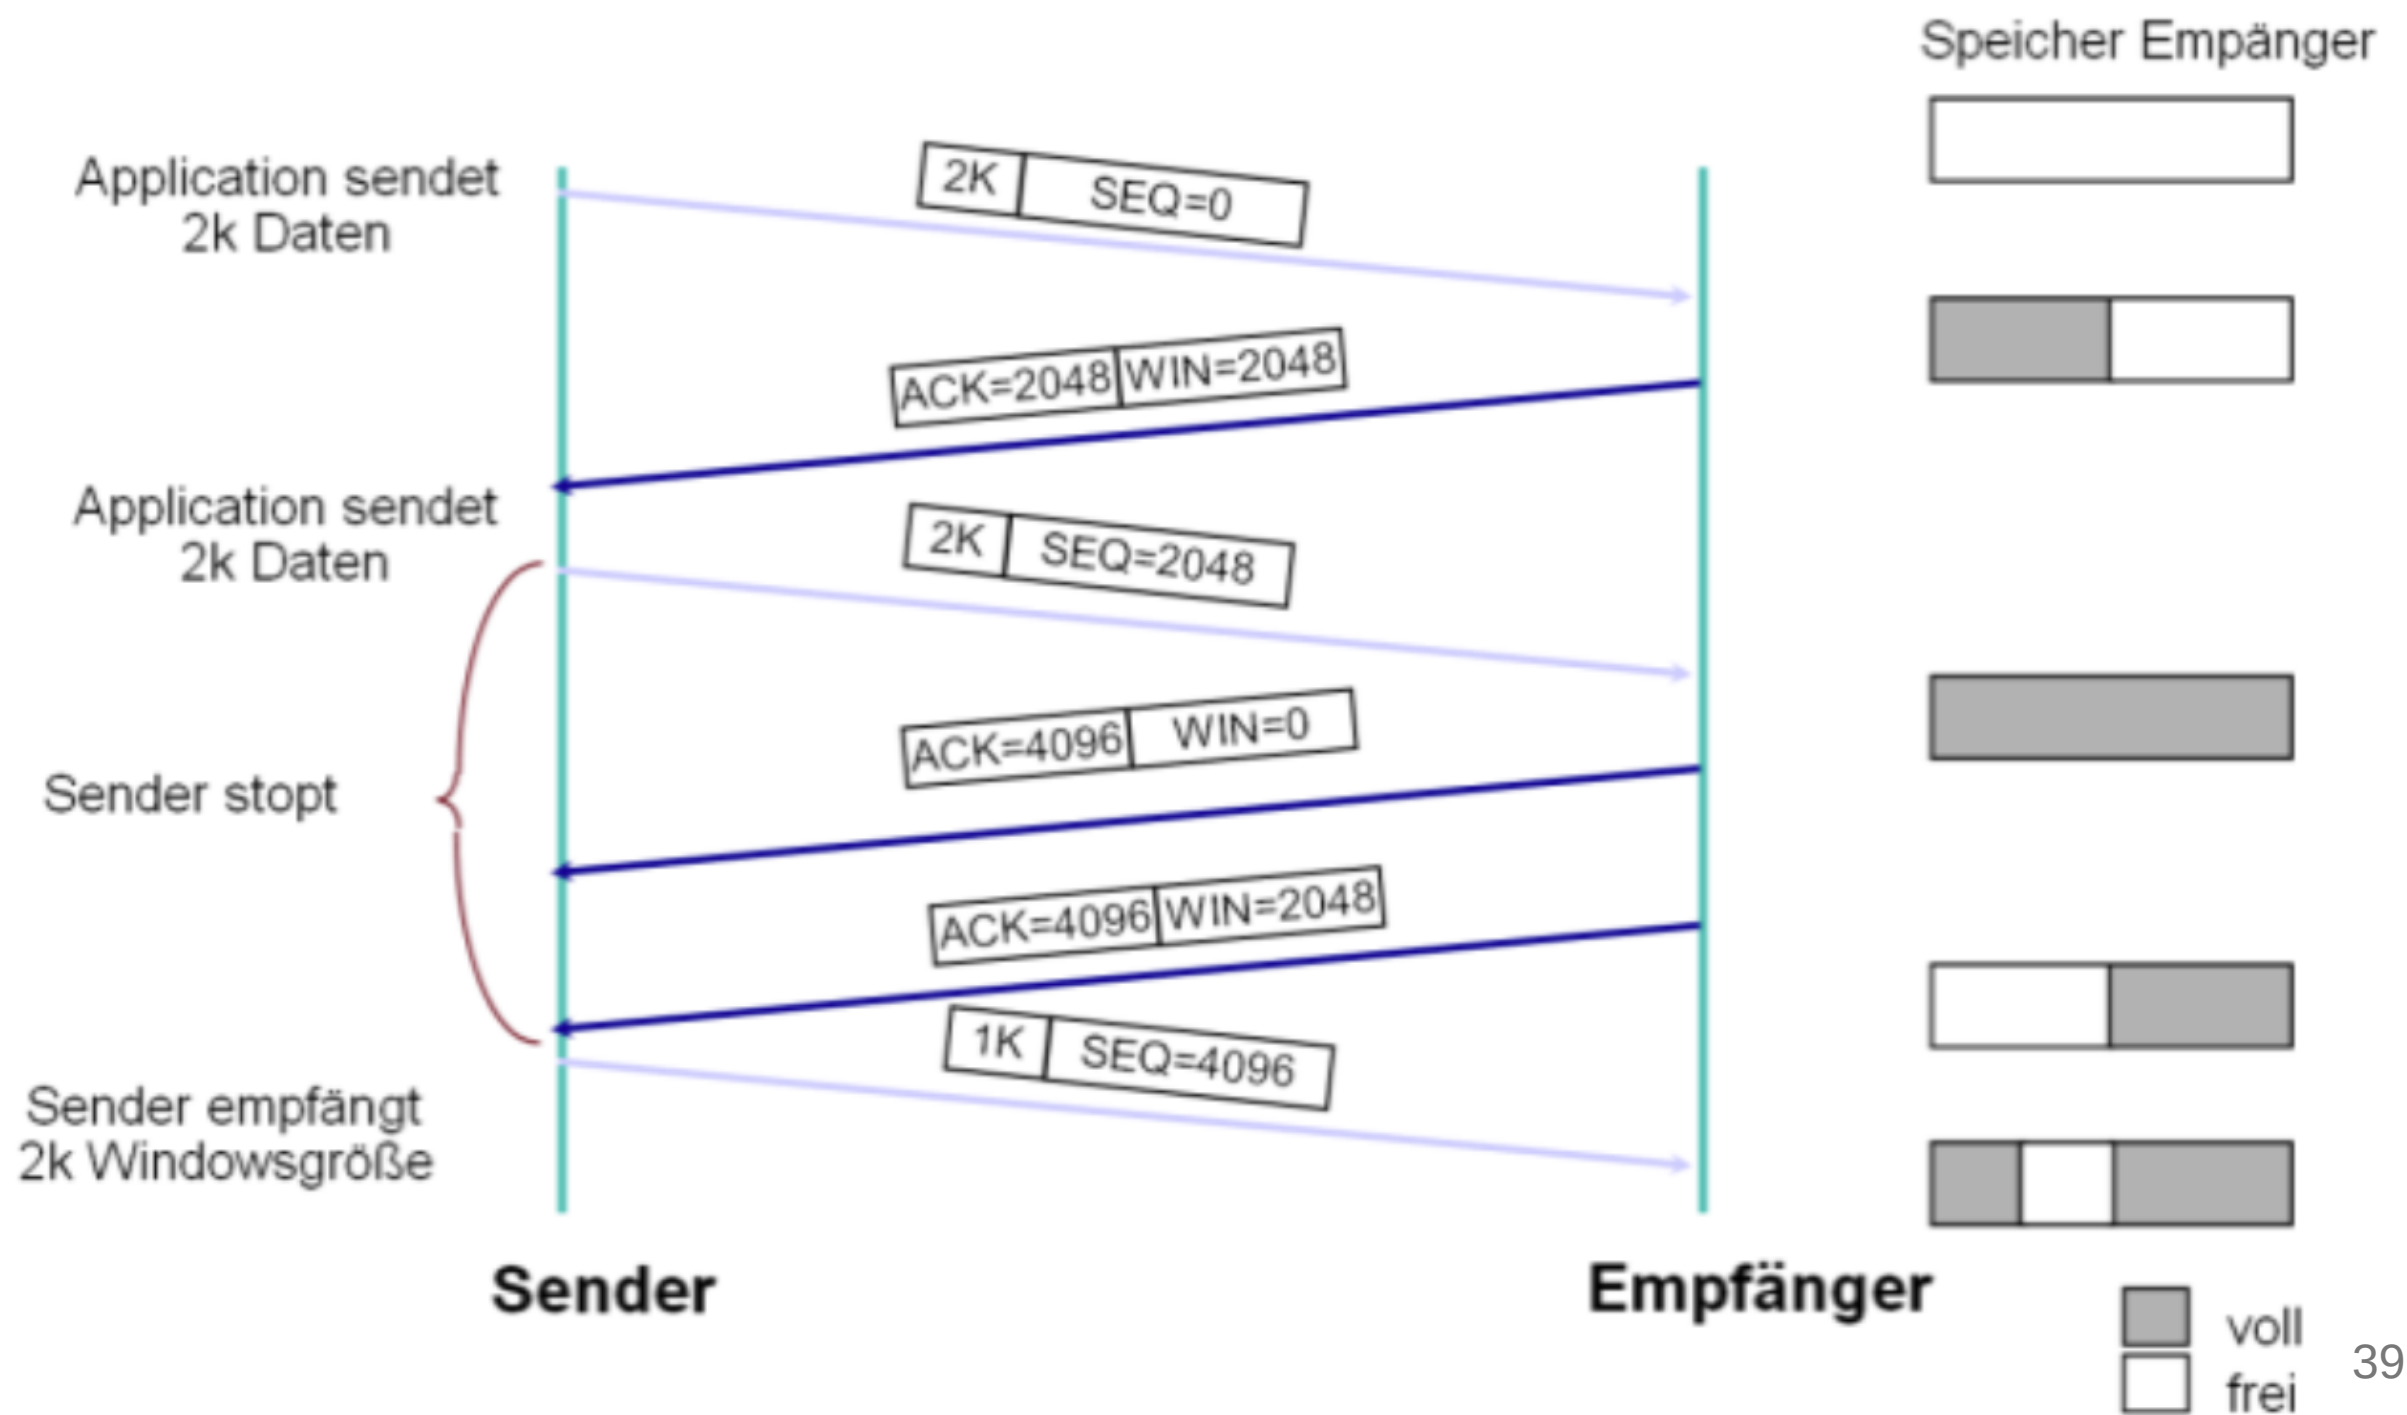 Speicher Empänger
Application sendet
2k Daten
2K SEQ=0
ACK=2048 WIN=2048
Application sendet
2k Daten
2K SEQ=2048
ACK=4096 WIN=0
Sender stopt
ACK=4096 WIN=2048
1K SEQ=4096
Sender empfängt
2k Windowsgröße
Sender
Empfänger
voll
frei
39